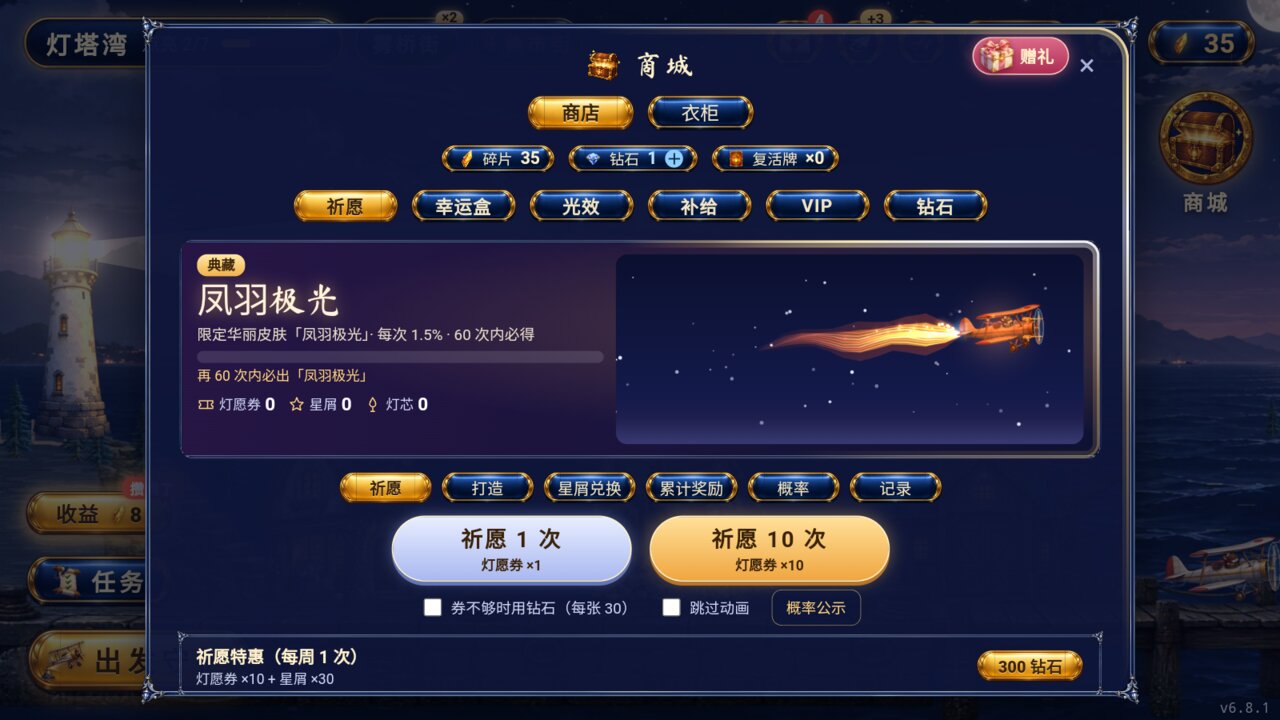 灯塔湾
×2
4
+3
35
商城
赠礼
×
商店
衣柜
碎片 35
钻石 1 +
复活牌 ×0
商城
祈愿
幸运盒
光效
补给
VIP
钻石
典藏
凤羽极光
限定华丽皮肤「凤羽极光」· 每次 1.5% · 60 次内必得
再 60 次内必出「凤羽极光」
灯愿券 0 星屑 0 灯芯 0
祈愿
打造
星屑兑换
累计奖励
概率
记录
收益 8
祈愿 1 次
灯愿券 ×1
祈愿 10 次
灯愿券 ×10
任务
券不够时用钻石（每张 30）
跳过动画
概率公示
出发
祈愿特惠（每周 1 次）
灯愿券 ×10 + 星屑 ×30
300 钻石
v6.8.1